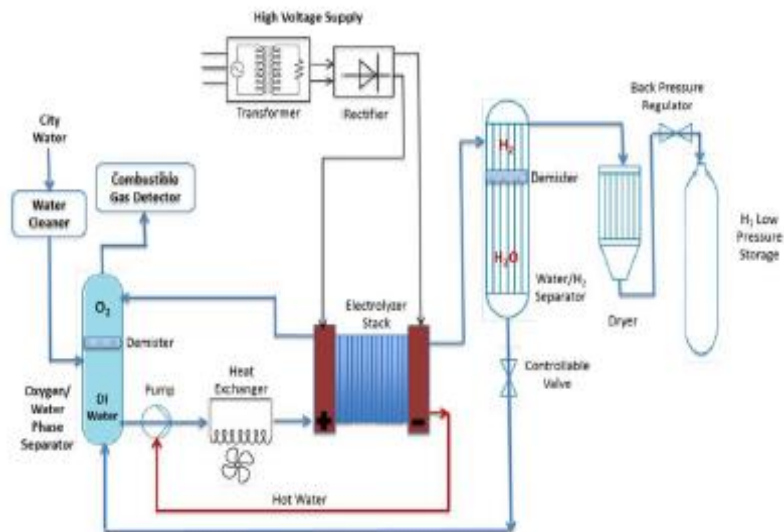 High Voltage Supply
Transformer
Rectifier
City
Water
Water
Cleaner
Combustible
Gas Detector
Back Pressure
Regulator
H₂
Demister
H₂O
Water/H₂
Separator
Dryer
H₂ Low
Pressure
Storage
Controllable
Valve
O₂
Demister
DI
Water
Oxygen/
Water
Phase
Separator
Pump
Heat
Exchanger
Electrolyzer
Stack
+
-
Hot Water